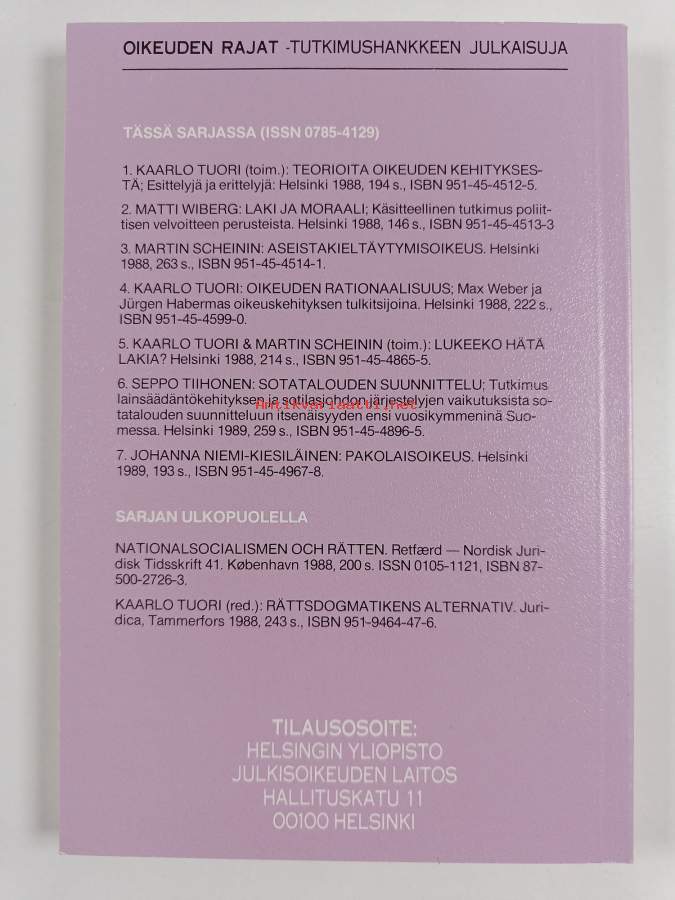 OIKEUDEN RAJAT -TUTKIMUSHANKKEEN JULKAISUJA
TÄSSÄ SARJASSA (ISSN 0785-4129)
1. KAARLO TUORI (toim.): TEORIOITA OIKEUDEN KEHITYKSES-
TÄ; Esittelyjä ja erittelyjä: Helsinki 1988, 194 s., ISBN 951-45-4512-5.
2. MATTI WIBERG: LAKI JA MORAALI; Käsitteellinen tutkimus poliit-
tisen velvoitteen perusteista. Helsinki 1988, 146 s., ISBN 951-45-4513-3
3. MARTIN SCHEININ: ASEISTAKIELTÄYTYMISOIKEUS. Helsinki
1988, 263 s., ISBN 951-45-4514-1.
4. KAARLO TUORI: OIKEUDEN RATIONAALISUUS; Max Weber ja
Jürgen Habermas oikeuskehityksen tulkitsijoina. Helsinki 1988, 222 s.,
ISBN 951-45-4599-0.
5. KAARLO TUORI & MARTIN SCHEININ (toim.): LUKEEKO HÄTÄ
LAKIA? Helsinki 1988, 214 s., ISBN 951-45-4865-5.
6. SEPPO TIIHONEN: SOTATALOUDEN SUUNNITTELU; Tutkimus
lainsäädäntökehityksen ja sotilasjohdon järjestelyjen vaikutuksista so-
Antikvariaatti.net
tatalouden suunnitteluun itsenäisyyden ensi vuosikymmeninä Suo-
messa. Helsinki 1989, 259 s., ISBN 951-45-4896-5.
7. JOHANNA NIEMI-KIESILÄINEN: PAKOLAISOIKEUS. Helsinki
1989, 193 s., ISBN 951-45-4967-8.
SARJAN ULKOPUOLELLA
NATIONALSOCIALISMEN OCH RÄTTEN. Retfærd — Nordisk Juri-
disk Tidsskrift 41. København 1988, 200 s. ISSN 0105-1121, ISBN 87-
500-2726-3.
KAARLO TUORI (red.): RÄTTSDOGMATIKENS ALTERNATIV. Juri-
dica, Tammerfors 1988, 243 s., ISBN 951-9464-47-6.
TILAUSOSOITE:
HELSINGIN YLIOPISTO
JULKISOIKEUDEN LAITOS
HALLITUSKATU 11
00100 HELSINKI